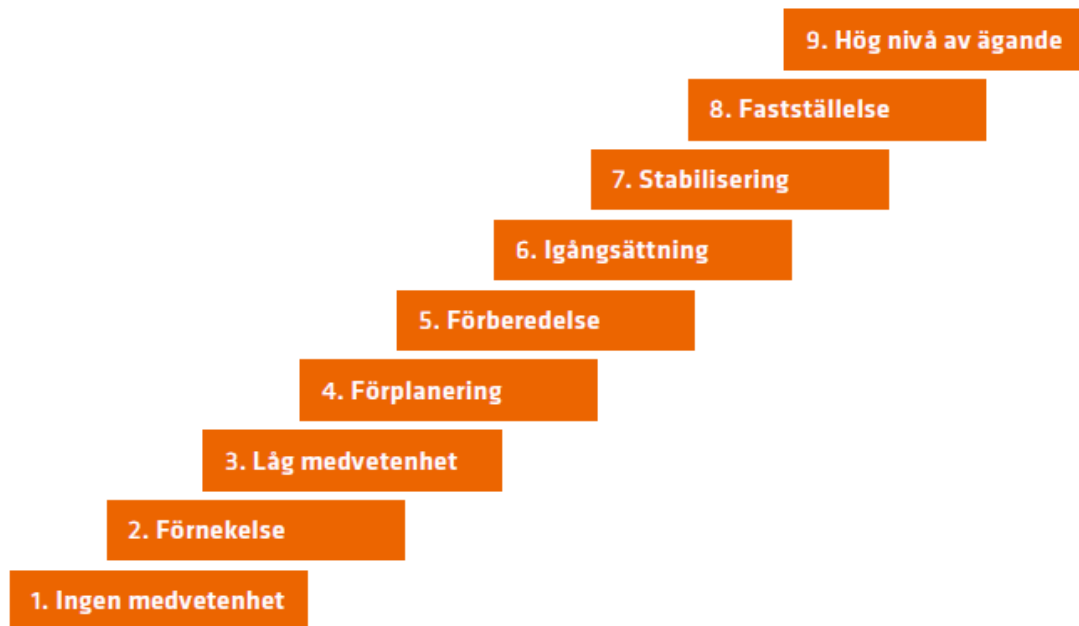 9. Hög nivå av ägande
8. Fastställelse
7. Stabilisering
6. Igångsättning
5. Förberedelse
4. Förplanering
3. Låg medvetenhet
2. Förnekelse
1. Ingen medvetenhet